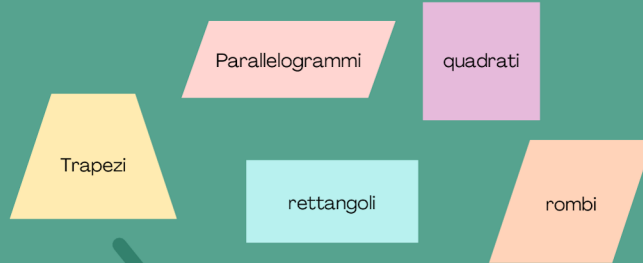 Parallelogrammi
quadrati
Trapezi
rettangoli
rombi